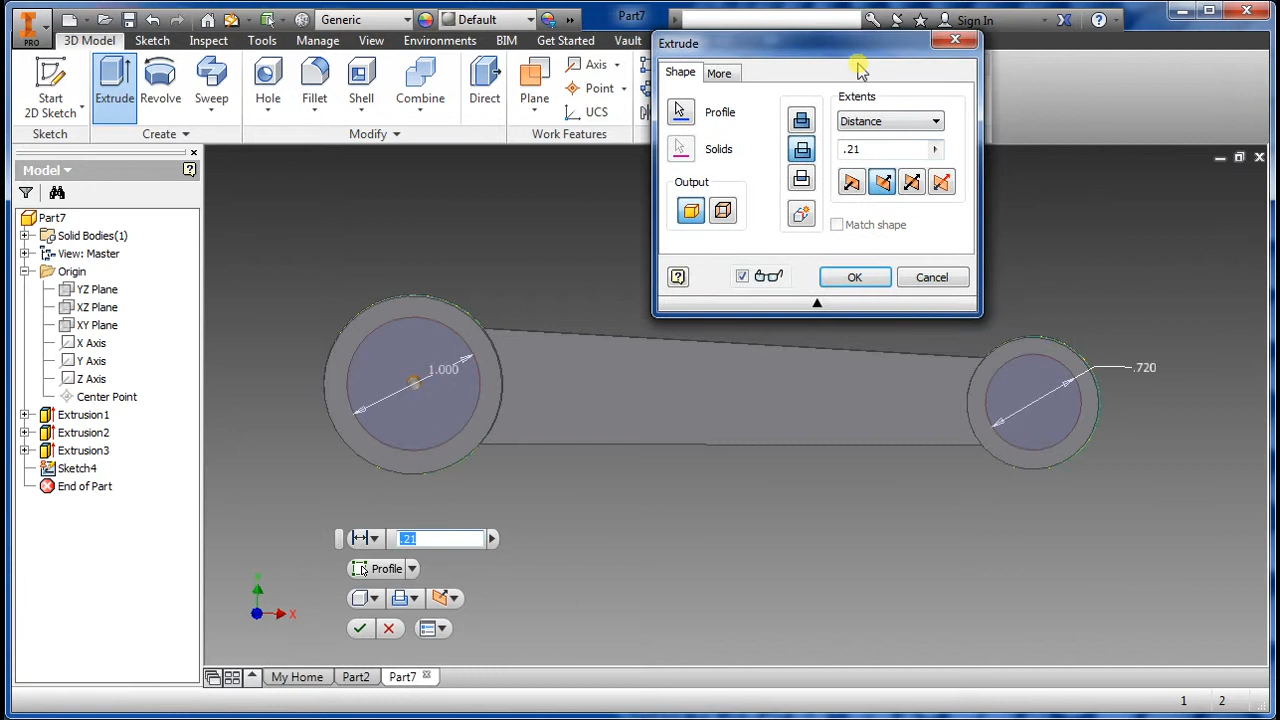 PRO
Generic
Default
Part7
Sign In
3D Model Sketch Inspect Tools Manage View Environments BIM Get Started Vault
Start
2D Sketch
Extrude Revolve Sweep
Hole Fillet Shell Combine
Direct
Plane
Axis
Point
UCS
Sketch
Create
Modify
Work Features
Extrude
Shape More
Profile
Solids
Output
Extents
Distance
.21
Match shape
OK
Cancel
Model
Part7
Solid Bodies(1)
View: Master
Origin
YZ Plane
XZ Plane
XY Plane
X Axis
Y Axis
Z Axis
Center Point
Extrusion1
Extrusion2
Extrusion3
Sketch4
End of Part
1.000
.720
.21
Profile
X
My Home Part2 Part7
1 2